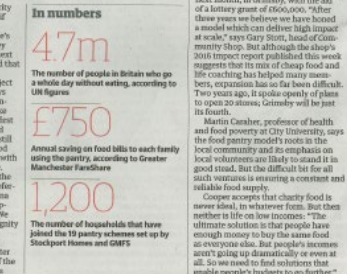 In numbers
4.7m
The number of people in Britain who go
a whole day without eating, according to
UN figures
£750
Annual saving on food bills to each family
using the pantry, according to Greater
Manchester FareShare
1,200
The number of households that have
joined the 19 pantry schemes set up by
Stockport Homes and GMFS
of a lottery grant of £600,000. "After
three years we believe we have honed
a model which can deliver high impact
at scale," says Gary Stott, head of Com-
munity Shop. But although the shop's
2016 impact report published this week
suggests that its mix of cheap food and
life coaching has helped many mem-
bers, expansion has so far been difficult.
Two years ago, it spoke openly of plans
to open 20 stores; Grimsby will be just
its fourth.
Martin Caraher, professor of health
and food poverty at City University, says
the food pantry model's roots in the
local community and its emphasis on
local volunteers are likely to stand it in
good stead. But the difficult bit for all
such ventures is ensuring a constant and
reliable food supply.
Cooper accepts that charity food is
never ideal, in whatever form. But then
neither is life on low incomes: "The
ultimate solution is that people have
enough money to buy the same food
as everyone else. But people's incomes
aren't going up dramatically or even at
all. So we need to find solutions that
enable people's budgets to go further."